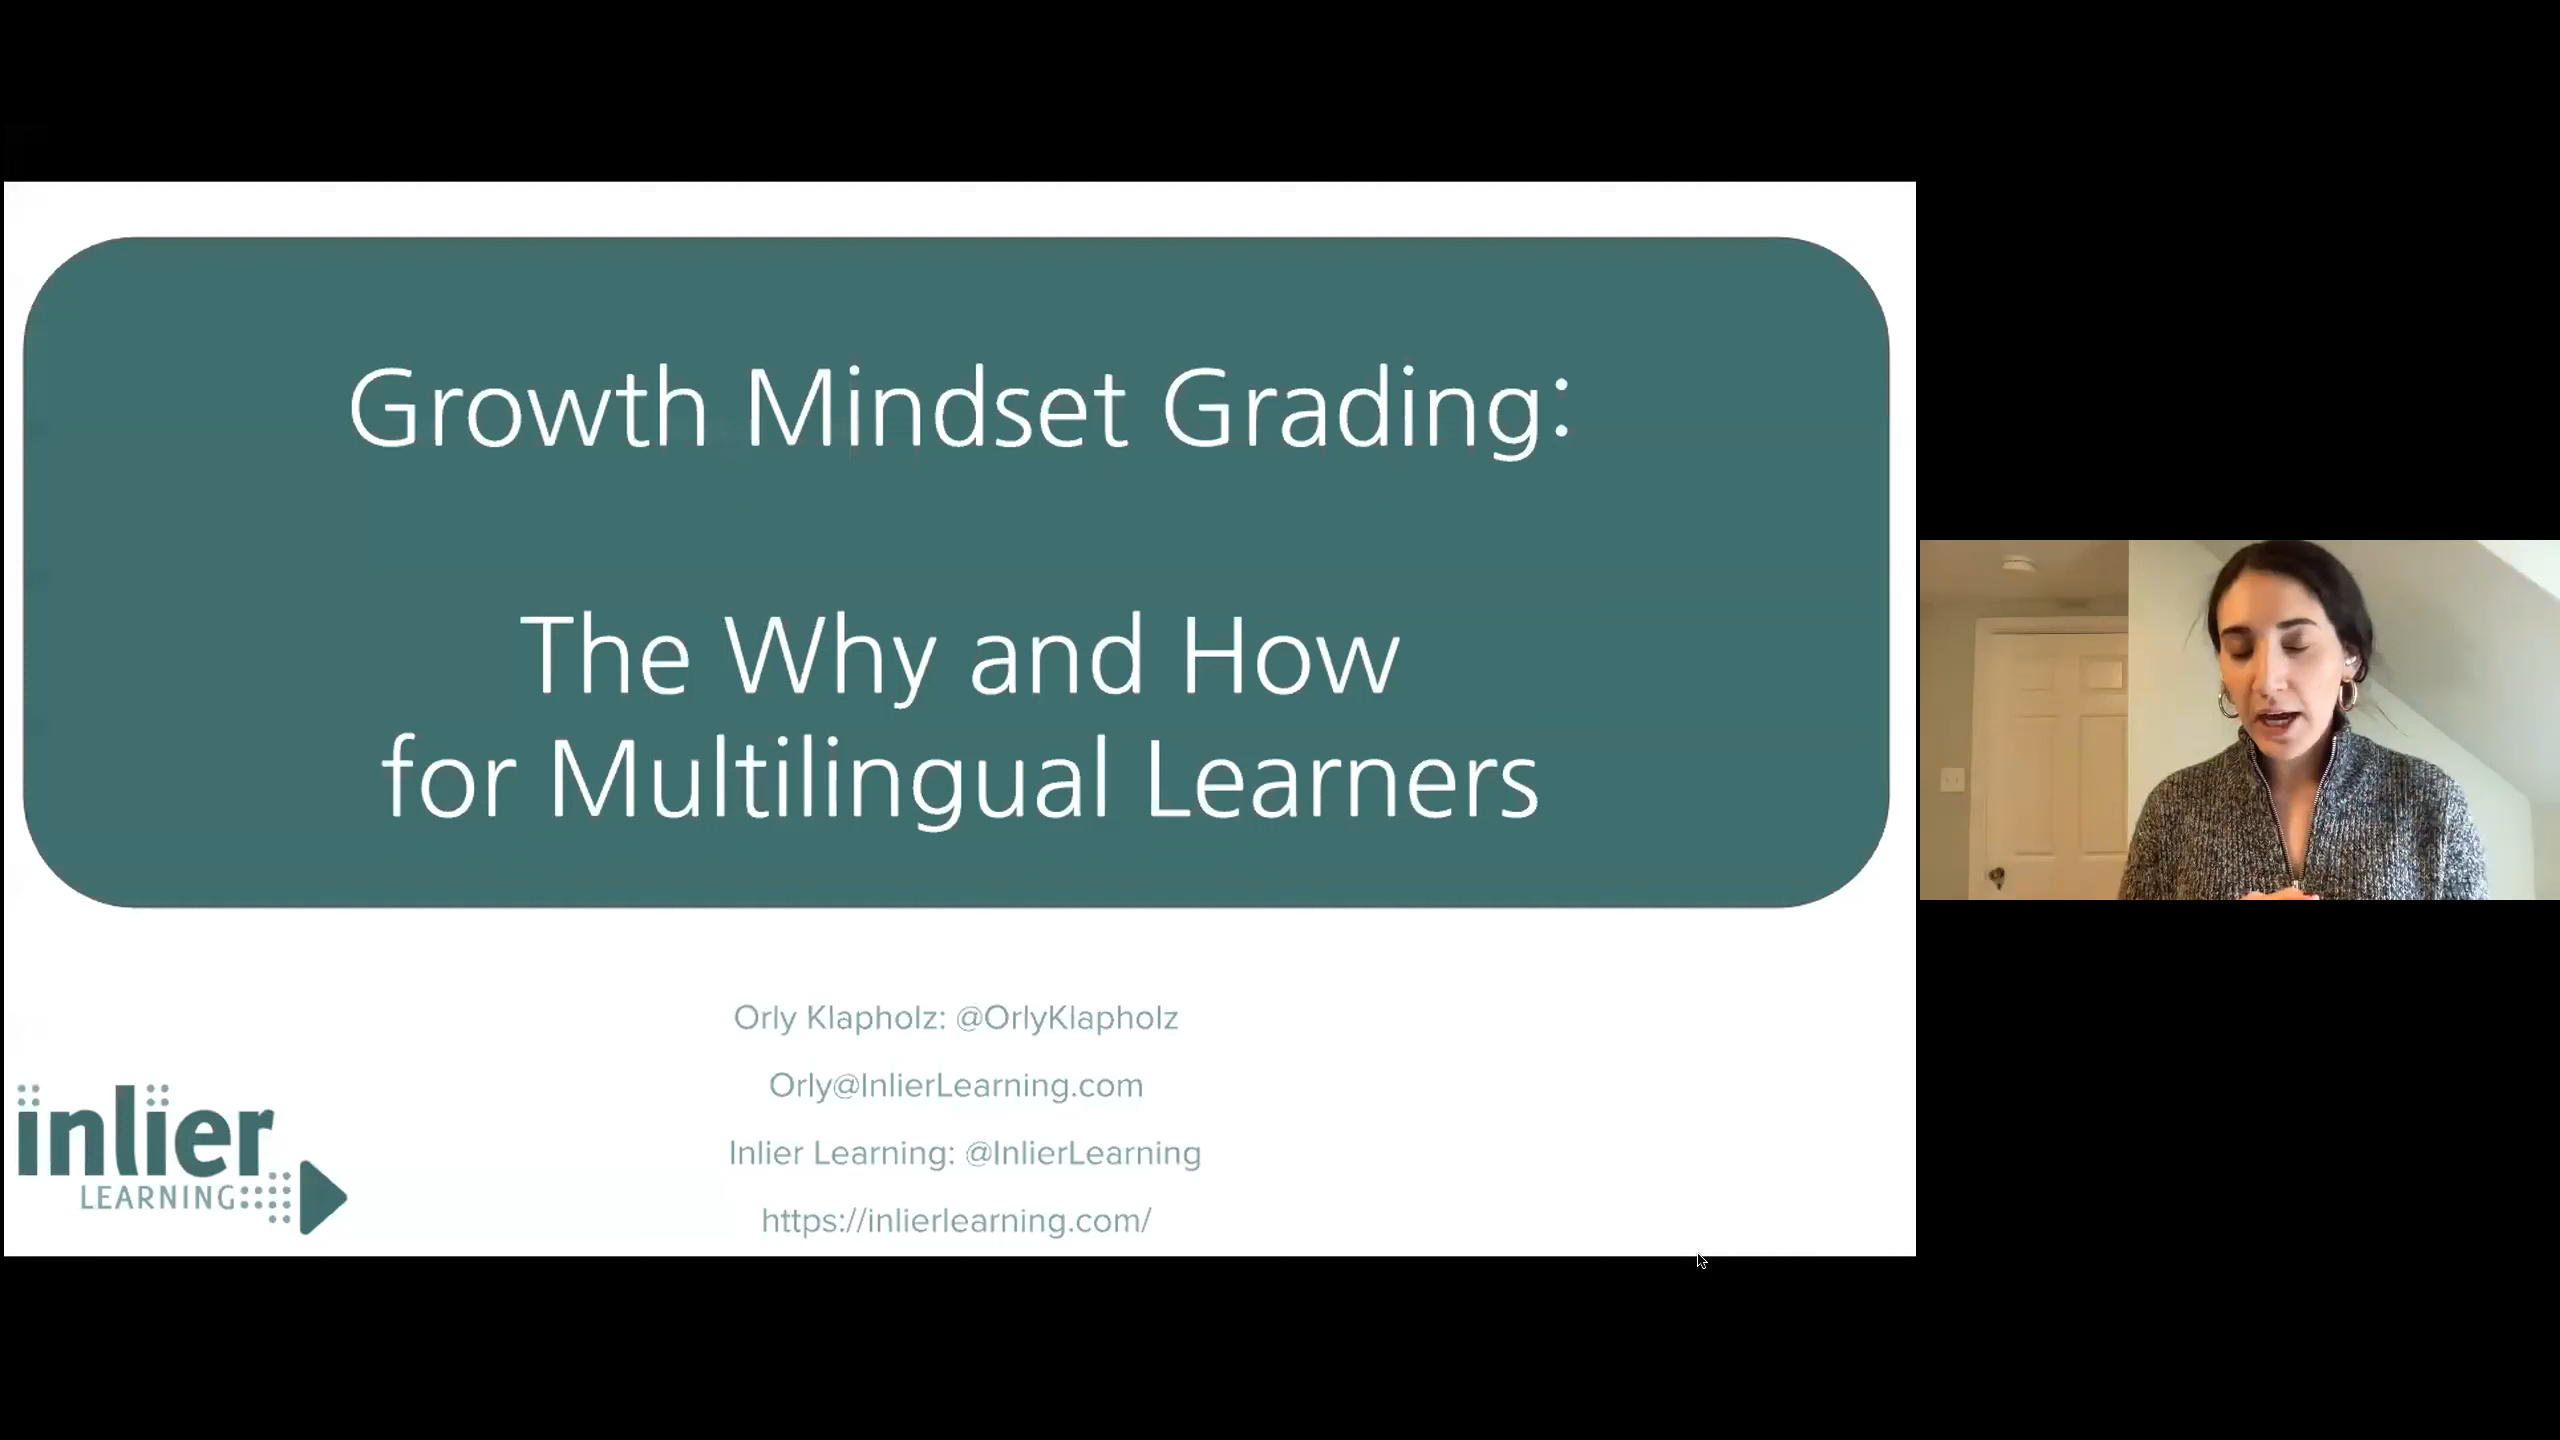 Growth Mindset Grading:
The Why and How
for Multilingual Learners
Orly Klapholz: @OrlyKlapholz
Orly@InlierLearning.com
Inlier Learning: @InlierLearning
https://inlierlearning.com/
inlier
LEARNING